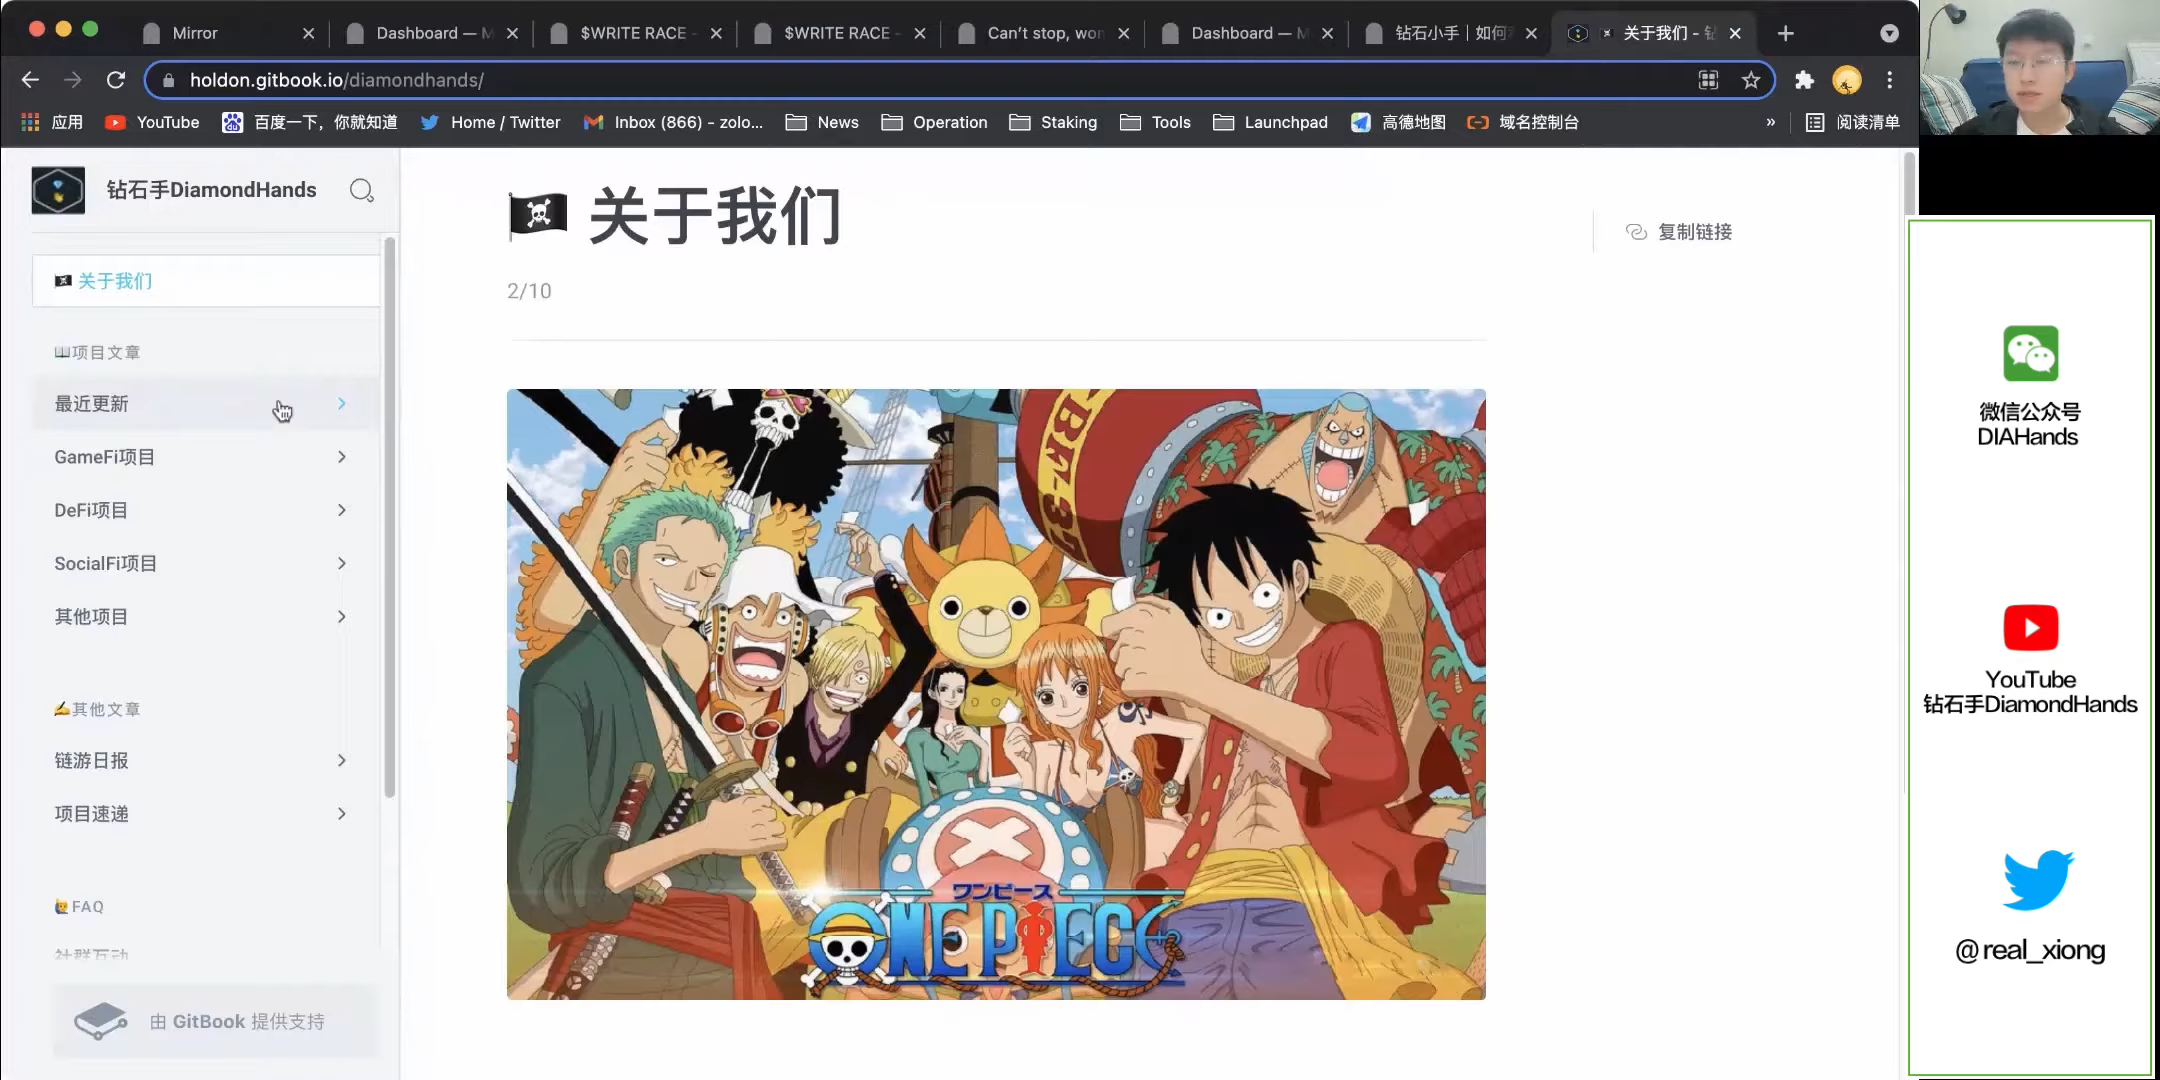 Mirror
Dashboard — M
$WRITE RACE -
$WRITE RACE -
Can't stop, won
Dashboard — M
钻石小手｜如何
关于我们 - 钻
holdon.gitbook.io/diamondhands/
应用
YouTube
百度一下，你就知道
Home / Twitter
Inbox (866) - zolo...
News
Operation
Staking
Tools
Launchpad
高德地图
域名控制台
»
阅读清单
钻石手DiamondHands
关于我们
项目文章
最近更新
GameFi项目
DeFi项目
SocialFi项目
其他项目
其他文章
链游日报
项目速递
FAQ
社群互动
由 GitBook 提供支持
关于我们
2/10
复制链接
ワンピース
ONE PIECE
微信公众号
DIAHands
YouTube
钻石手DiamondHands
@real_xiong